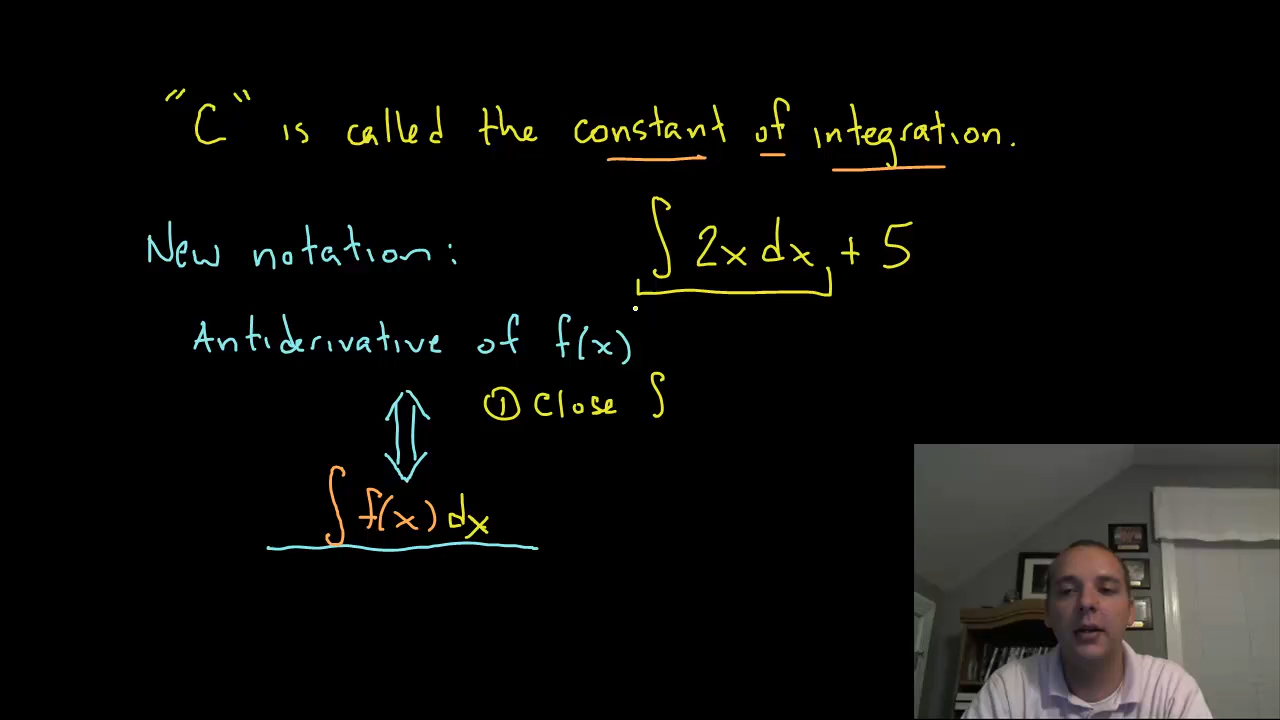 "C" is called the constant of integration.
New notation:
∫ 2x dx + 5
Antiderivative of f(x)
① Close ∫
∫ f(x) dx